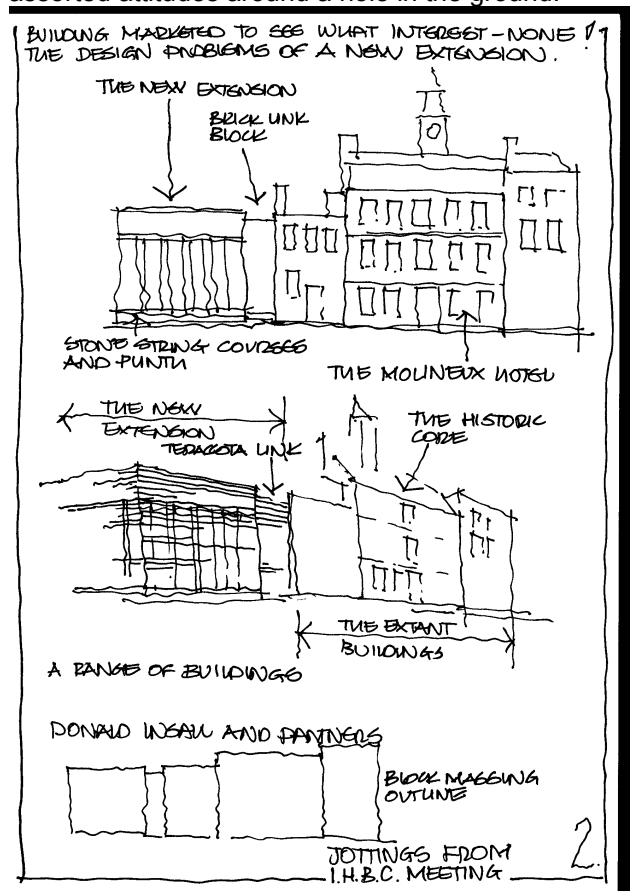 assorted attitudes around a hole in the ground.
BUILDING MARKETED TO SEE WHAT INTEREST - NONE!
THE DESIGN PROBLEMS OF A NEW EXTENSION.
THE NEW EXTENSION
BRICK LINK
BLOCK
STONE STRING COURSES
AND PLINTH
THE MOLINEUX HOTEL
THE NEW
EXTENSION
TERACOTA LINK
THE HISTORIC
CORE
THE EXTANT
BUILDINGS
A RANGE OF BUILDINGS
DONALD INSALL AND PARTNERS
BLOCK MASSING
OUTLINE
JOTTINGS FROM
I.H.B.C. MEETING
2.